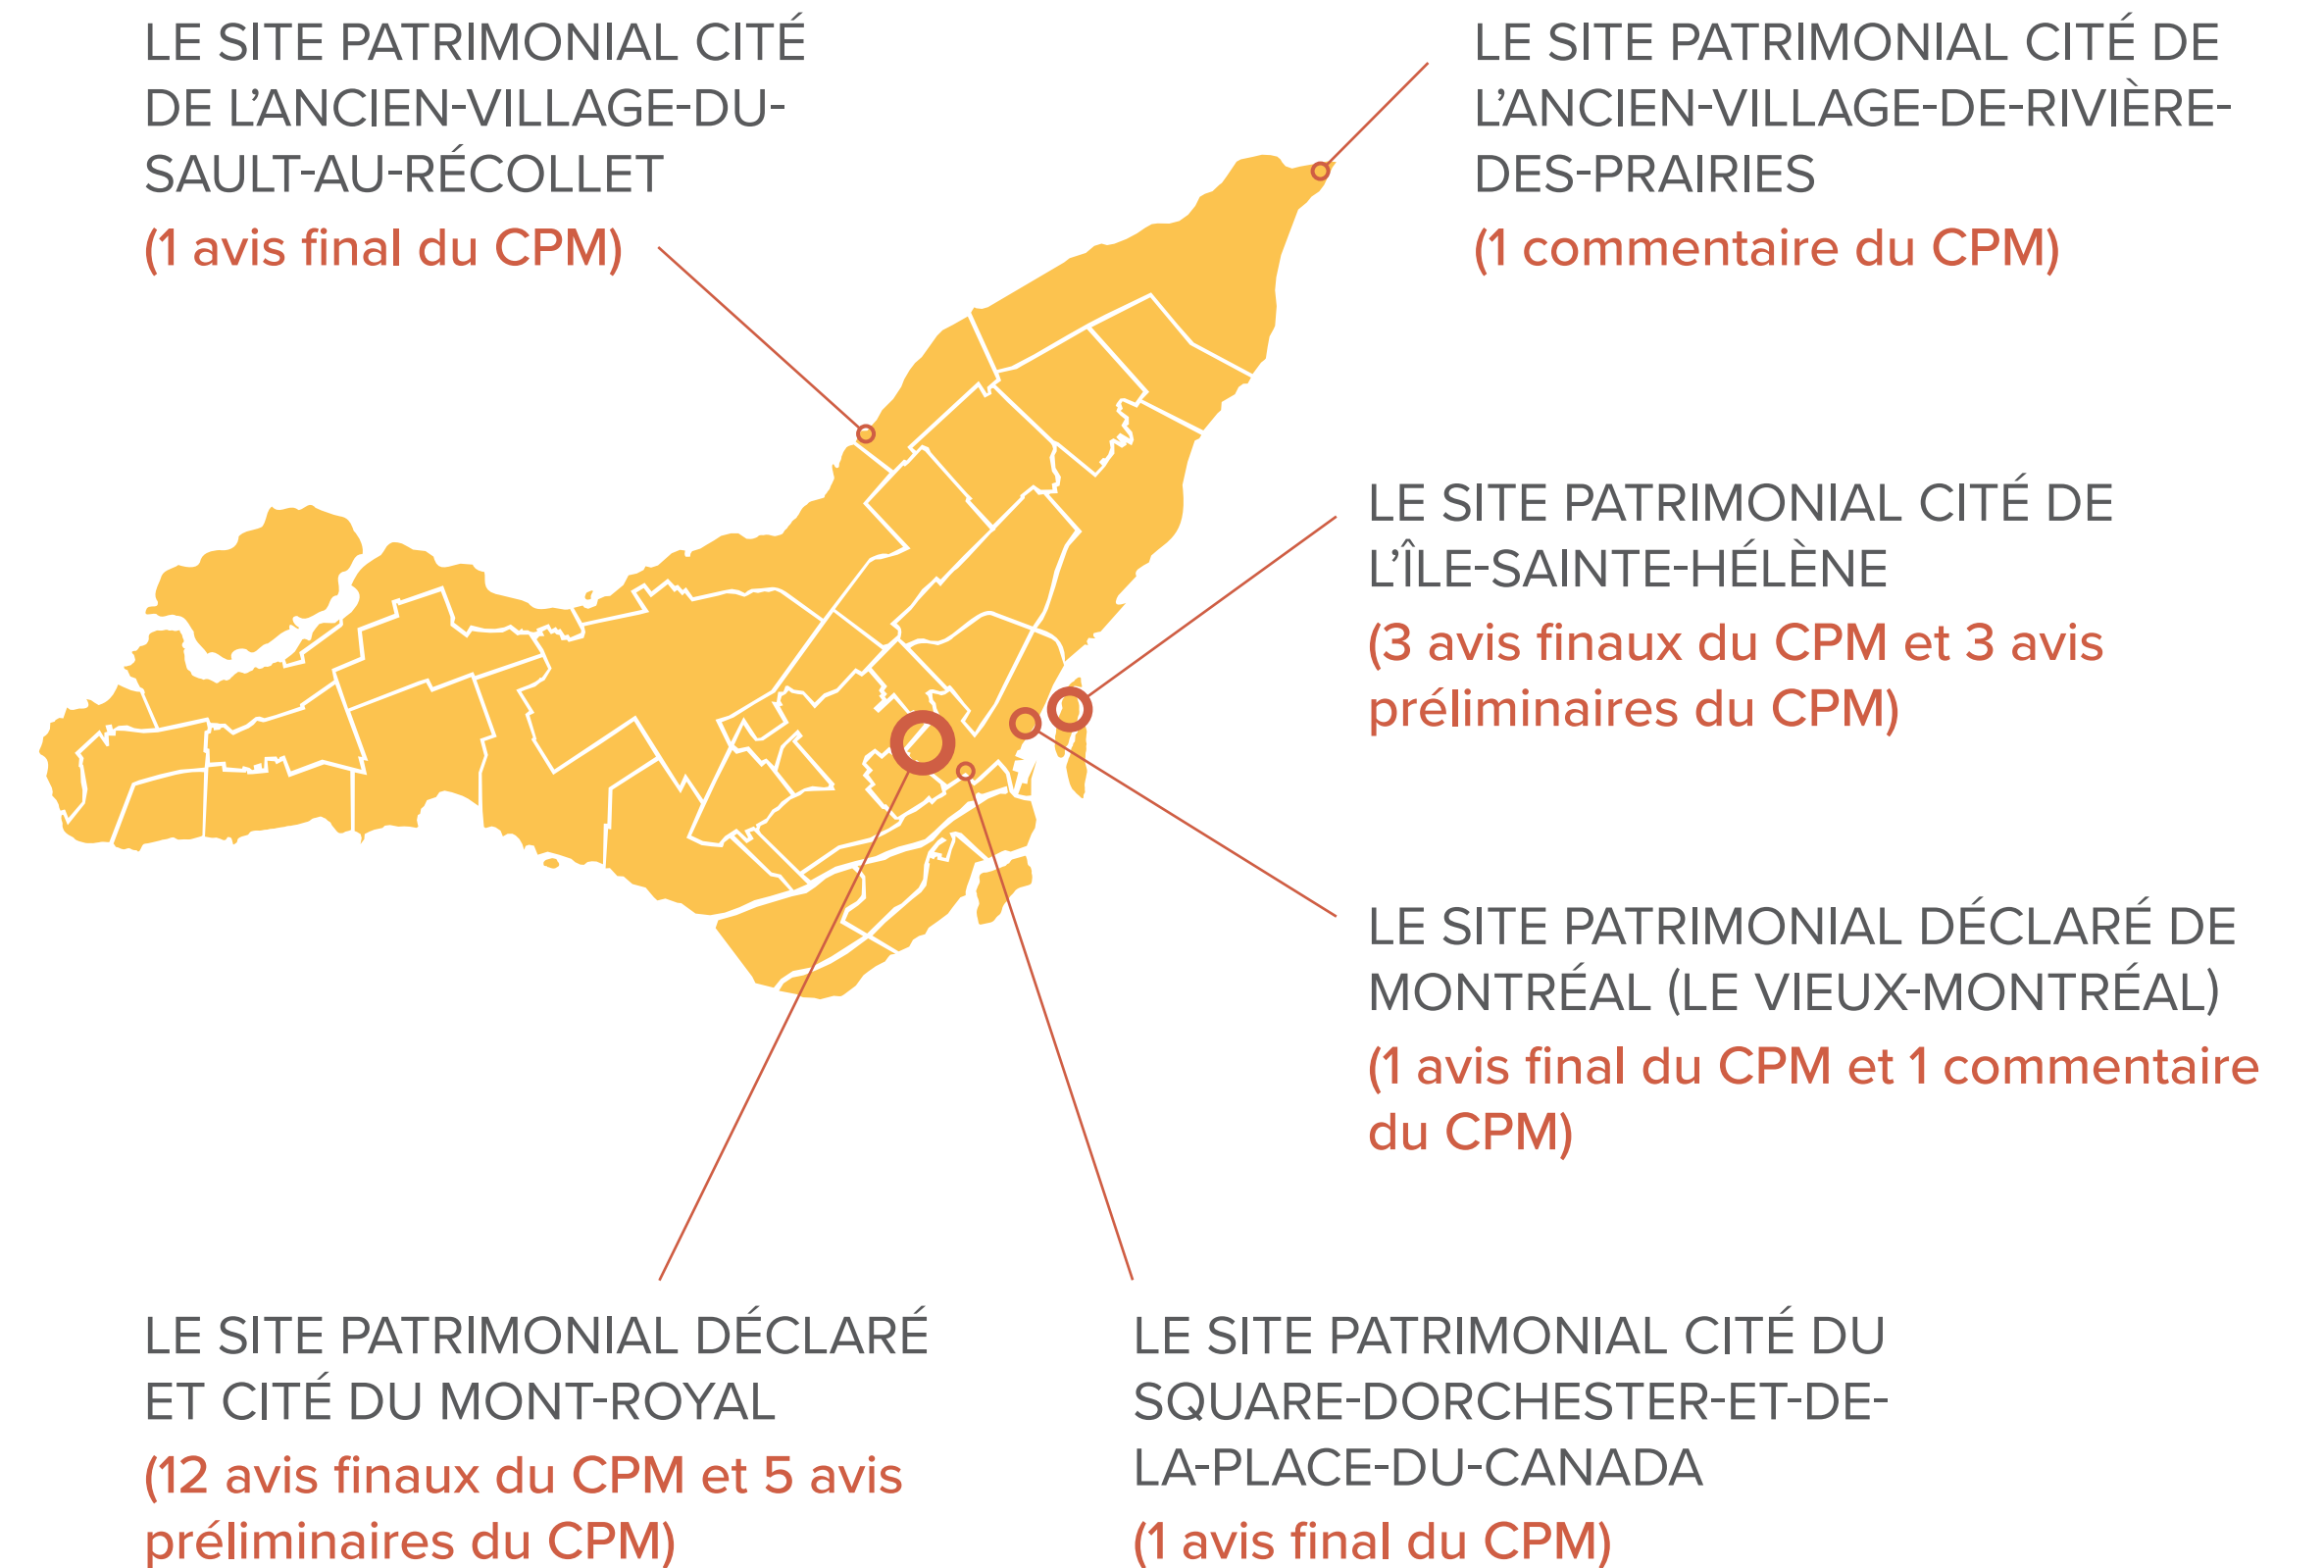 LE SITE PATRIMONIAL CITÉ
DE L'ANCIEN-VILLAGE-DU-
SAULT-AU-RÉCOLLET
(1 avis final du CPM)
LE SITE PATRIMONIAL CITÉ DE
L'ANCIEN-VILLAGE-DE-RIVIÈRE-
DES-PRAIRIES
(1 commentaire du CPM)
LE SITE PATRIMONIAL CITÉ DE
L'ÎLE-SAINTE-HÉLÈNE
(3 avis finaux du CPM et 3 avis
préliminaires du CPM)
LE SITE PATRIMONIAL DÉCLARÉ DE
MONTRÉAL (LE VIEUX-MONTRÉAL)
(1 avis final du CPM et 1 commentaire
du CPM)
LE SITE PATRIMONIAL DÉCLARÉ
ET CITÉ DU MONT-ROYAL
(12 avis finaux du CPM et 5 avis
préliminaires du CPM)
LE SITE PATRIMONIAL CITÉ DU
SQUARE-DORCHESTER-ET-DE-
LA-PLACE-DU-CANADA
(1 avis final du CPM)